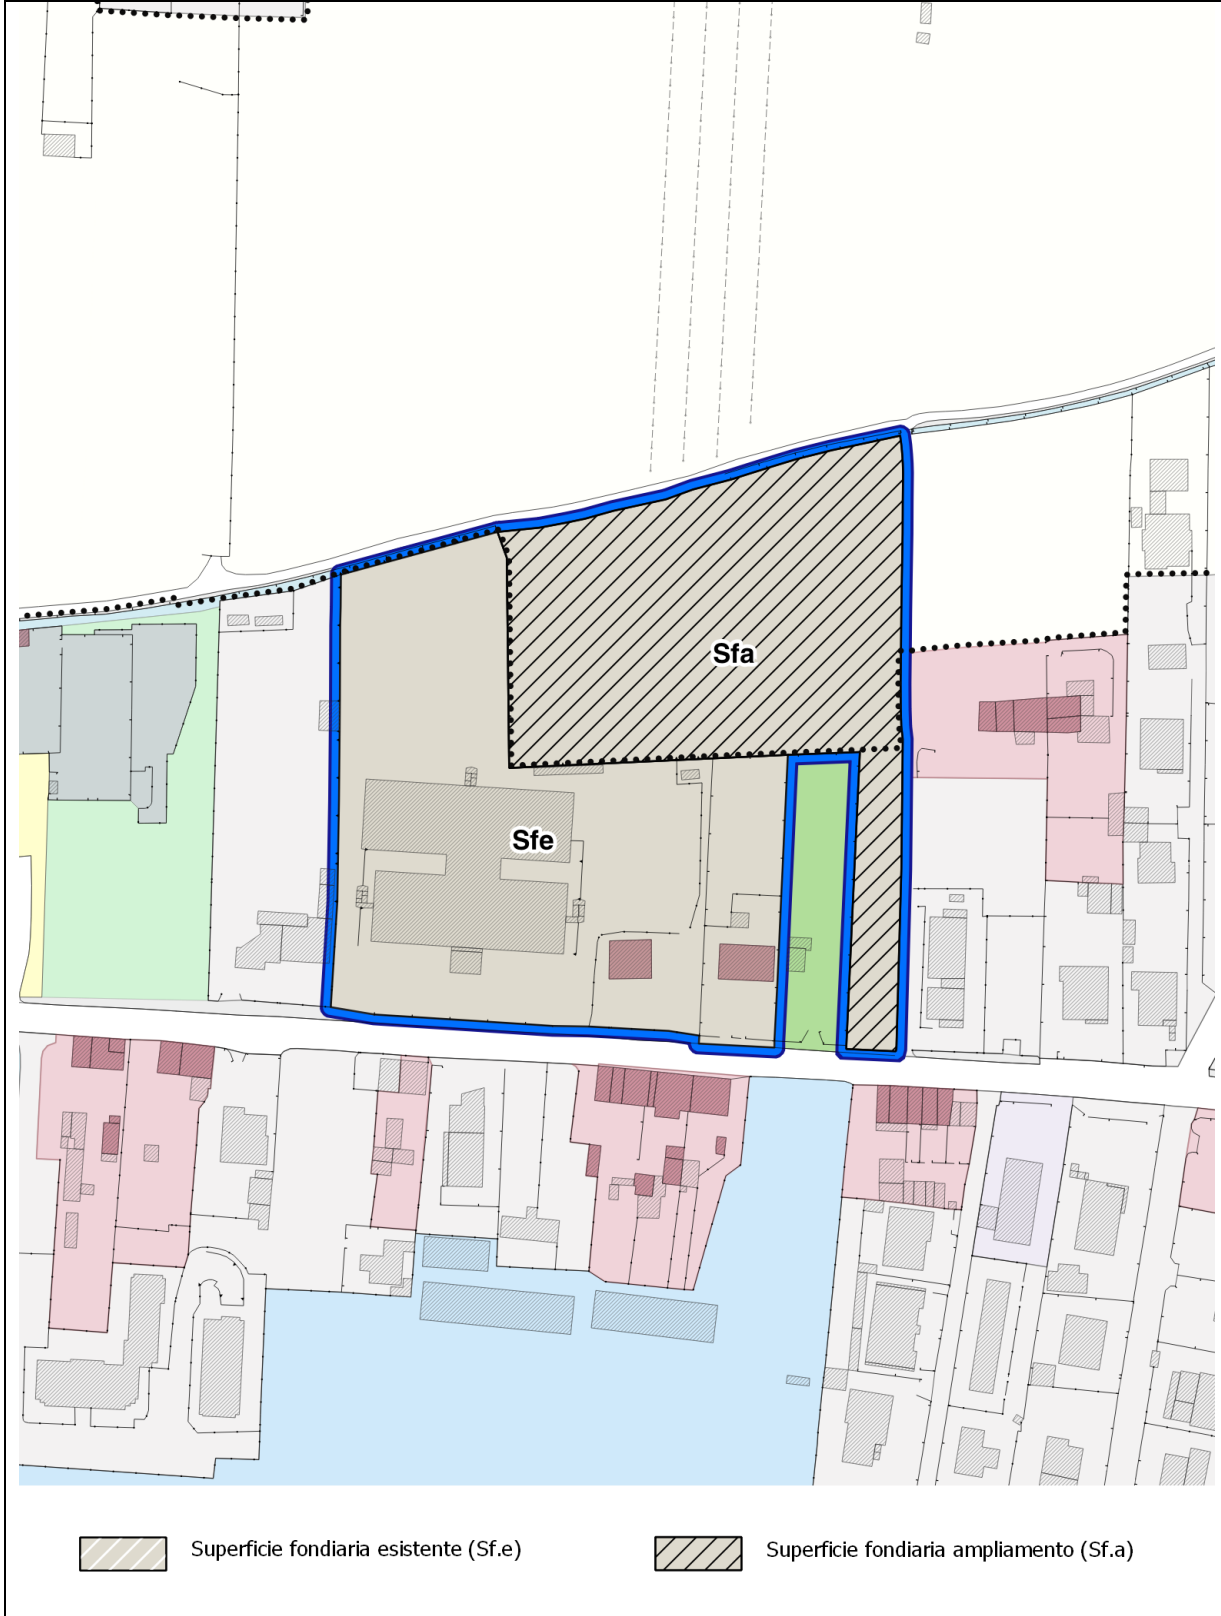 Sfa
Sfe
Superficie fondiaria esistente (Sf.e)
Superficie fondiaria ampliamento (Sf.a)